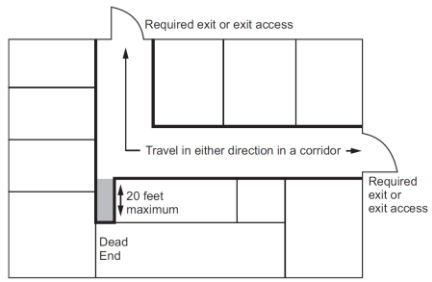 Required exit or exit access
Travel in either direction in a corridor
Required
exit or
exit access
20 feet
maximum
Dead
End